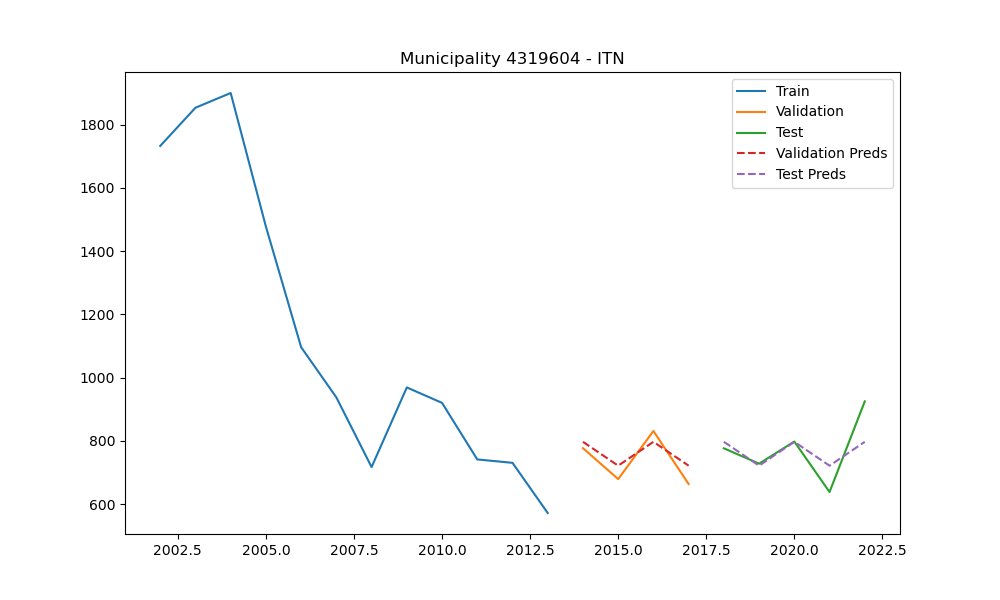 Municipality 4319604 - ITN
Train
Validation
Test
Validation Preds
Test Preds
1800
1600
1400
1200
1000
800
600
2002.5 2005.0 2007.5 2010.0 2012.5 2015.0 2017.5 2020.0 2022.5